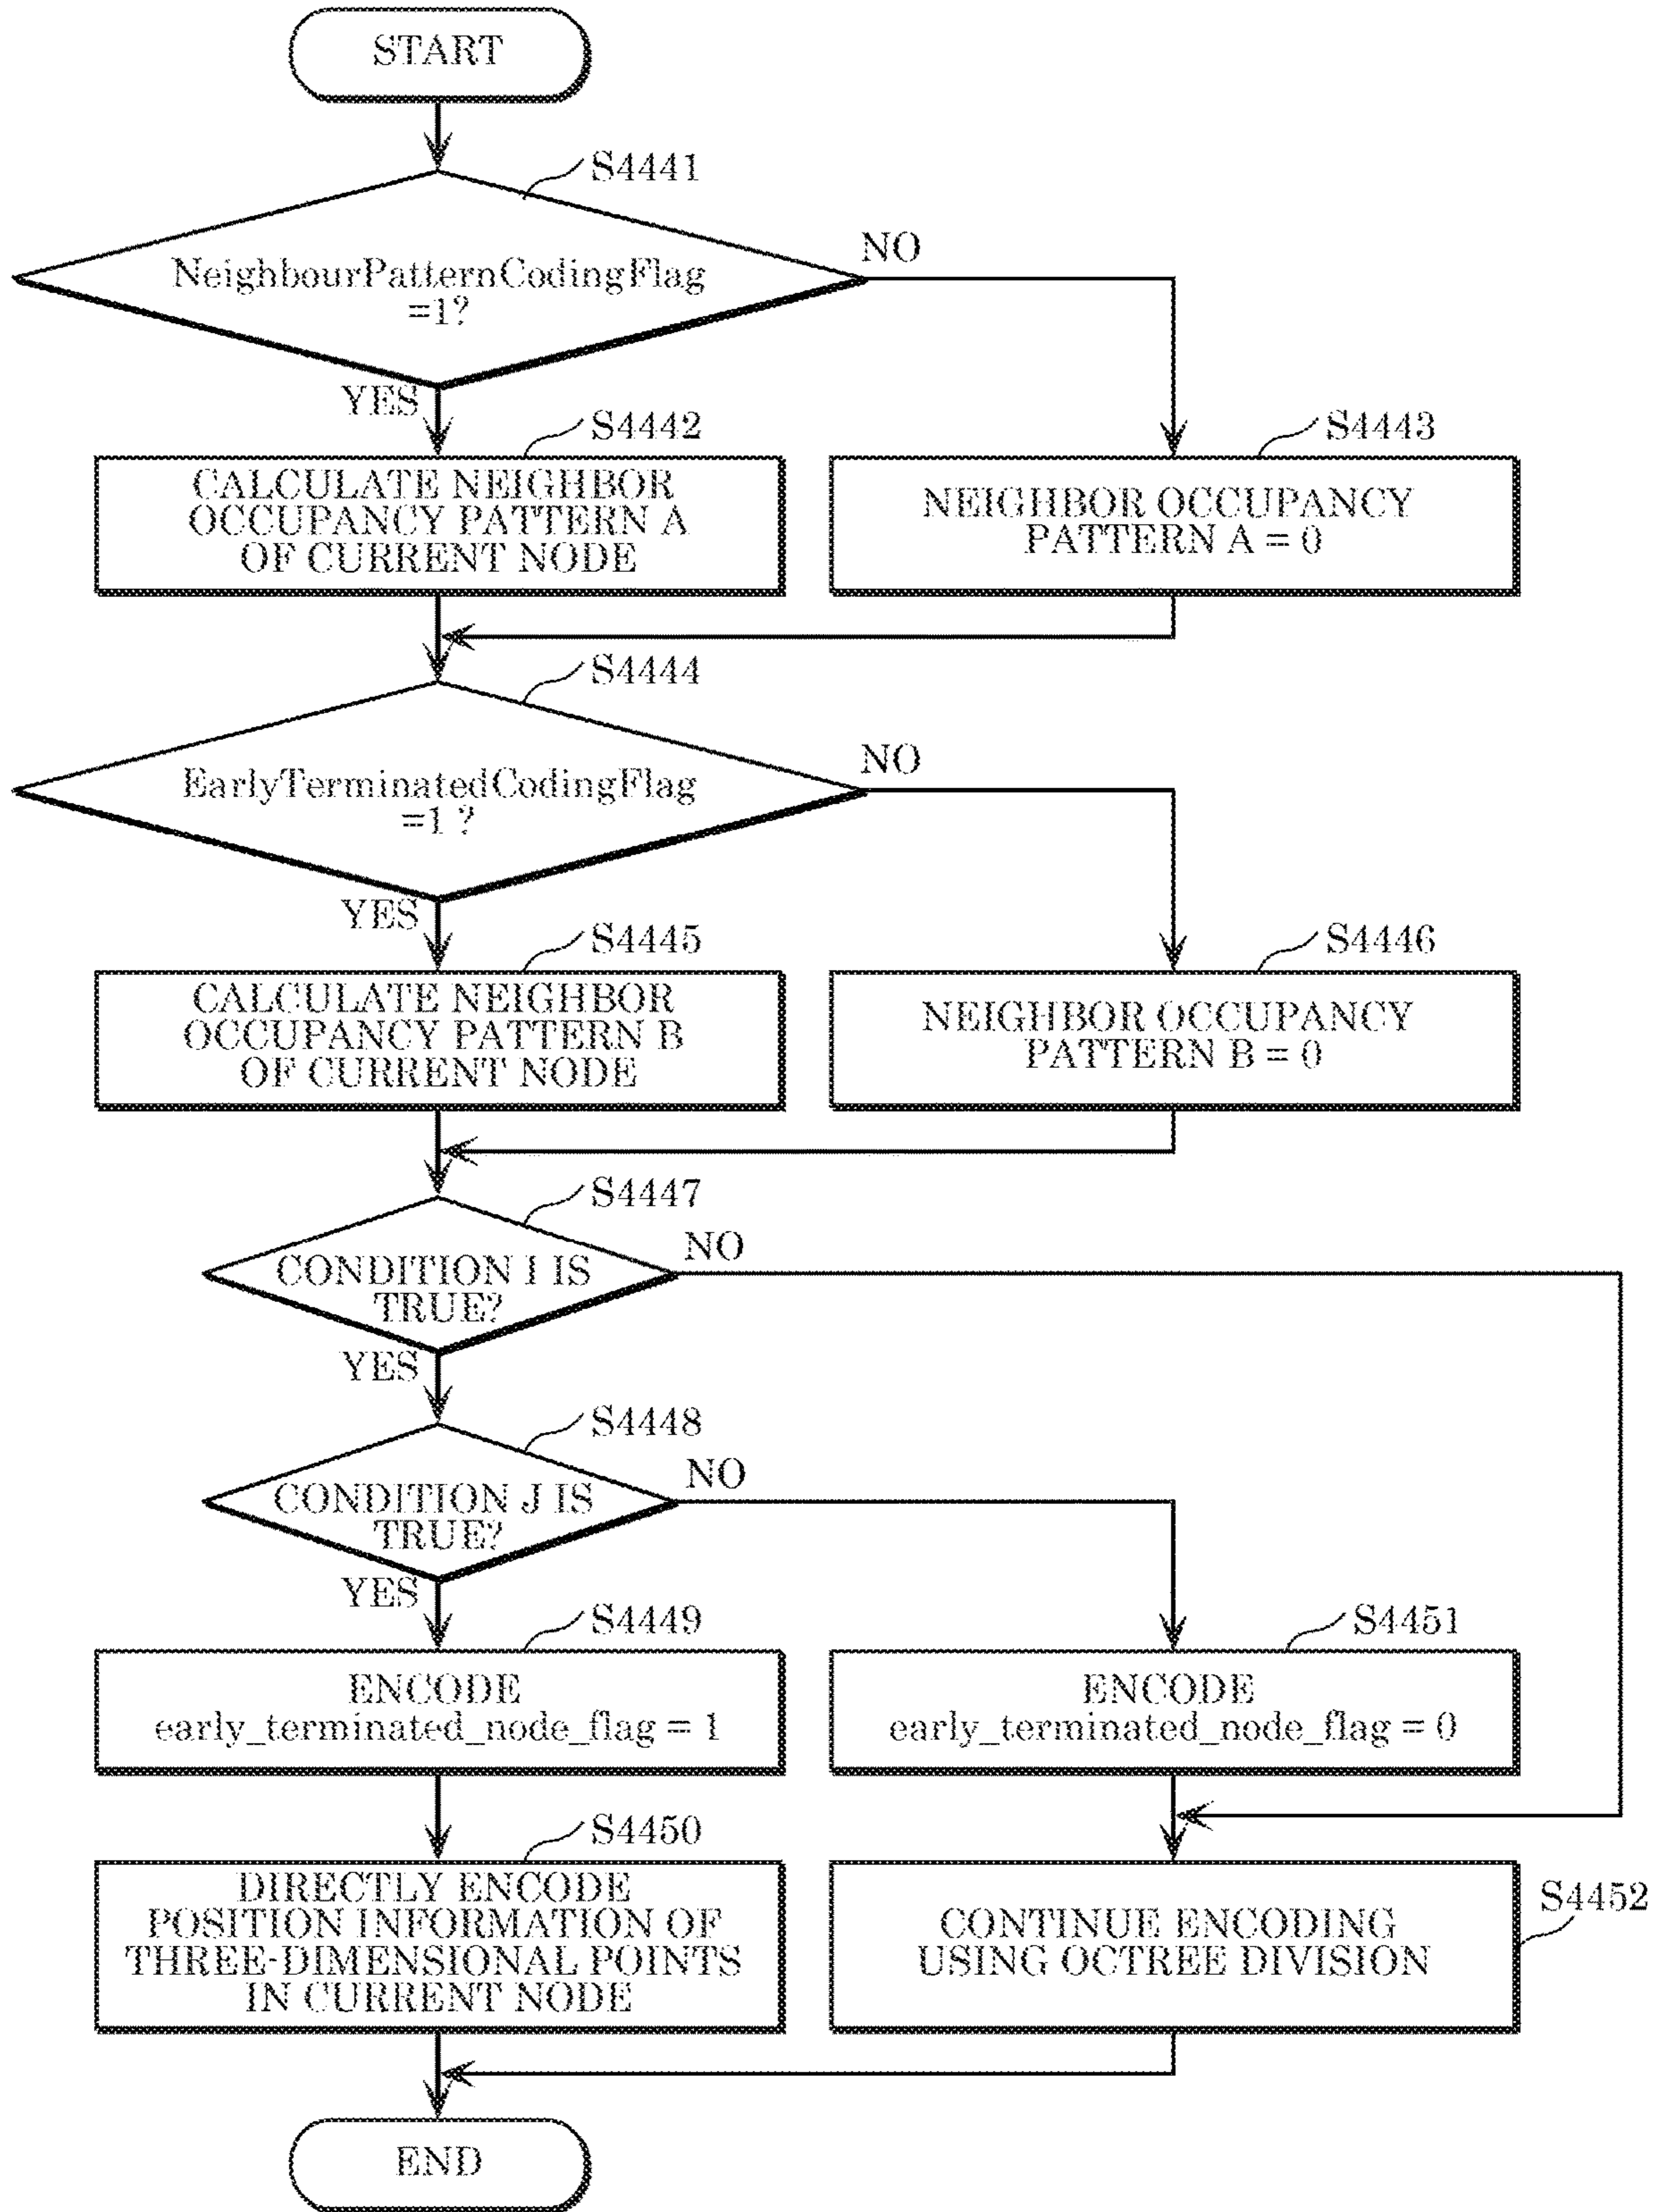 START
S4441
NeighbourPatternCodingFlag
=1?
NO
YES
S4442
CALCULATE NEIGHBOR
OCCUPANCY PATTERN A
OF CURRENT NODE
S4443
NEIGHBOR OCCUPANCY
PATTERN A = 0
S4444
EarlyTerminatedCodingFlag
=1 ?
NO
YES
S4445
CALCULATE NEIGHBOR
OCCUPANCY PATTERN B
OF CURRENT NODE
S4446
NEIGHBOR OCCUPANCY
PATTERN B = 0
S4447
CONDITION I IS
TRUE?
NO
YES
S4448
CONDITION J IS
TRUE?
NO
YES
S4449
ENCODE
early_terminated_node_flag = 1
S4451
ENCODE
early_terminated_node_flag = 0
S4450
DIRECTLY ENCODE
POSITION INFORMATION OF
THREE-DIMENSIONAL POINTS
IN CURRENT NODE
S4452
CONTINUE ENCODING
USING OCTREE DIVISION
END